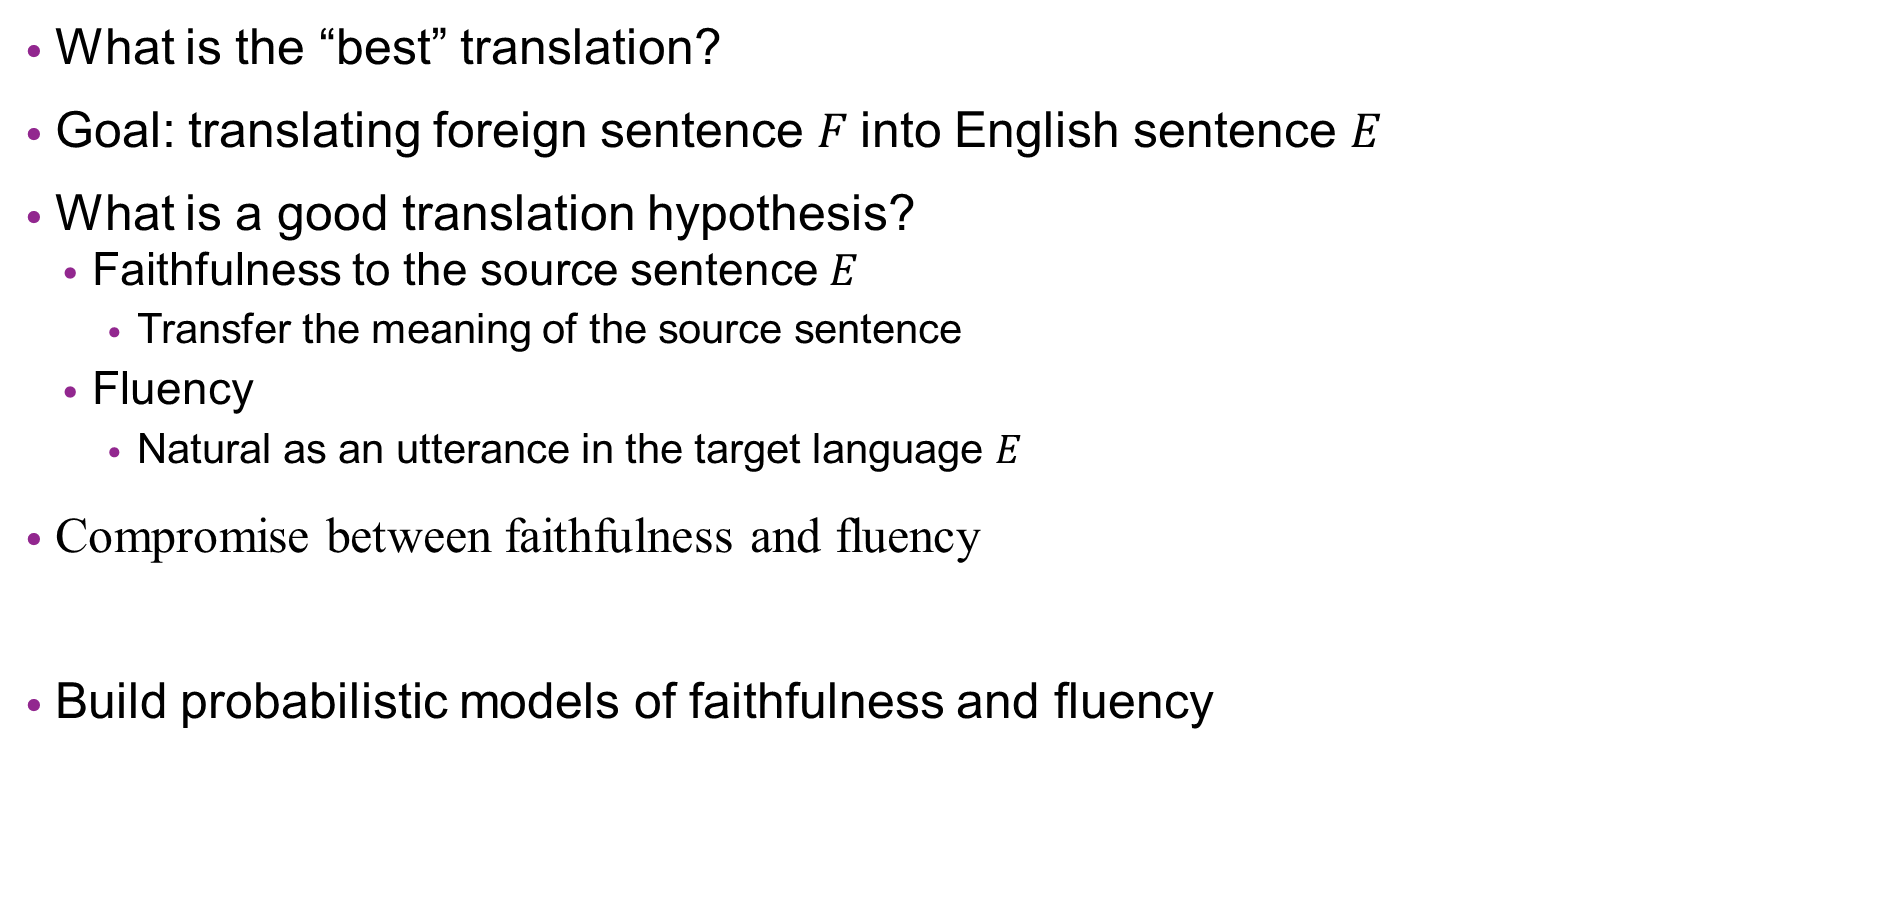 • What is the “best” translation?
• Goal: translating foreign sentence F into English sentence E
• What is a good translation hypothesis?
• Faithfulness to the source sentence E
• Transfer the meaning of the source sentence
• Fluency
• Natural as an utterance in the target language E
• Compromise between faithfulness and fluency
• Build probabilistic models of faithfulness and fluency